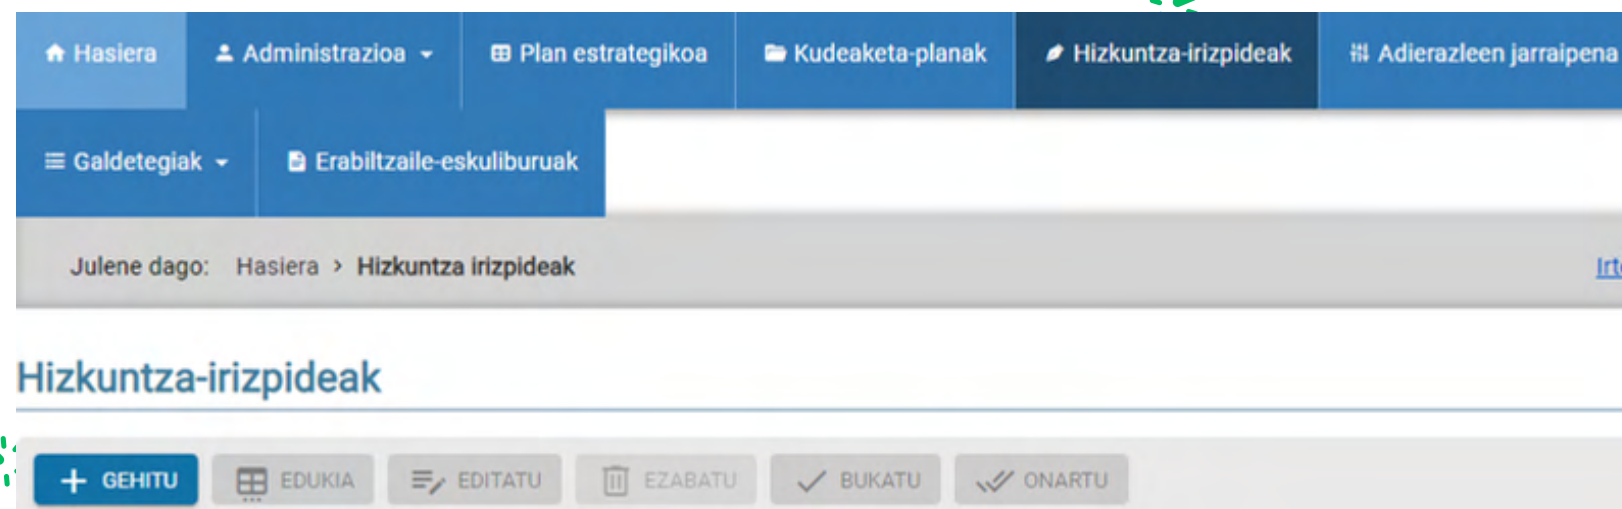 Hasiera Administrazioa Plan estrategikoa Kudeaketa-planak Hizkuntza-irizpideak Adierazleen jarraipena
Galdetegiak Erabiltzaile-eskuliburuak
Julene dago: Hasiera > Hizkuntza irizpideak
Hizkuntza-irizpideak
+ GEHITU EDUKIA EDITATU EZABATU BUKATU ONARTU